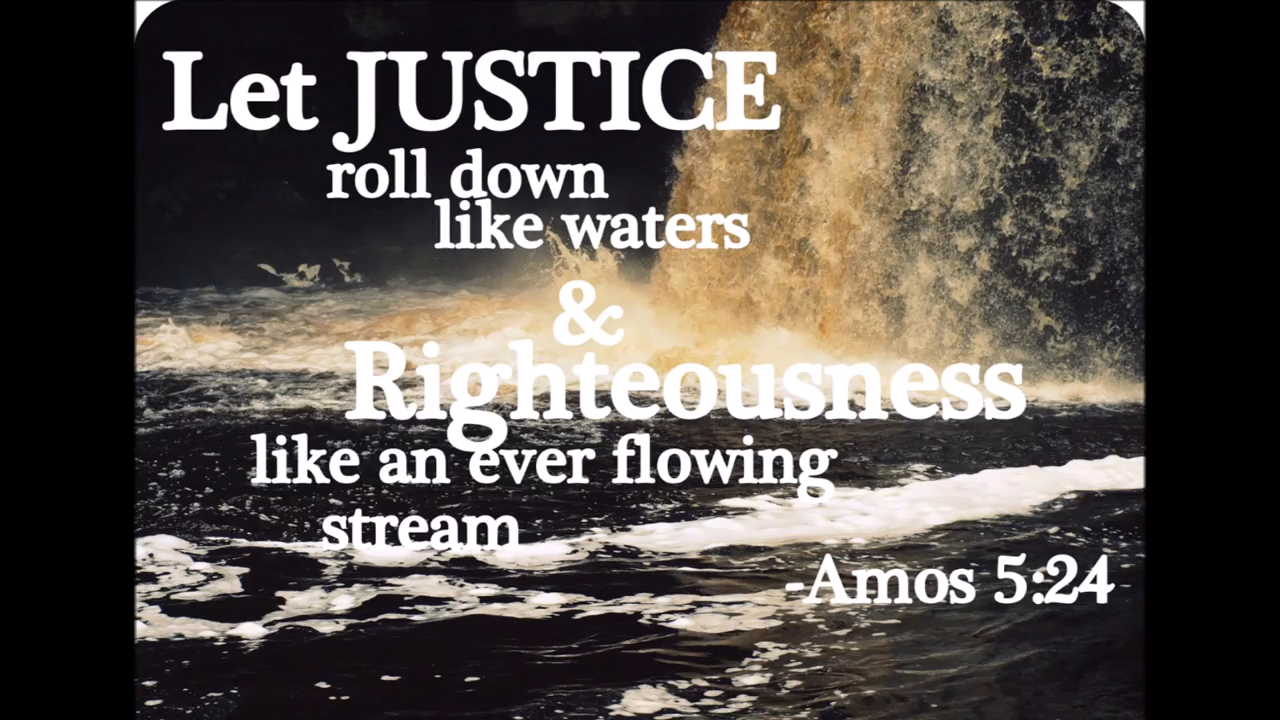 Let JUSTICE
roll down
like waters
&
Righteousness
like an ever flowing
stream
-Amos 5:24